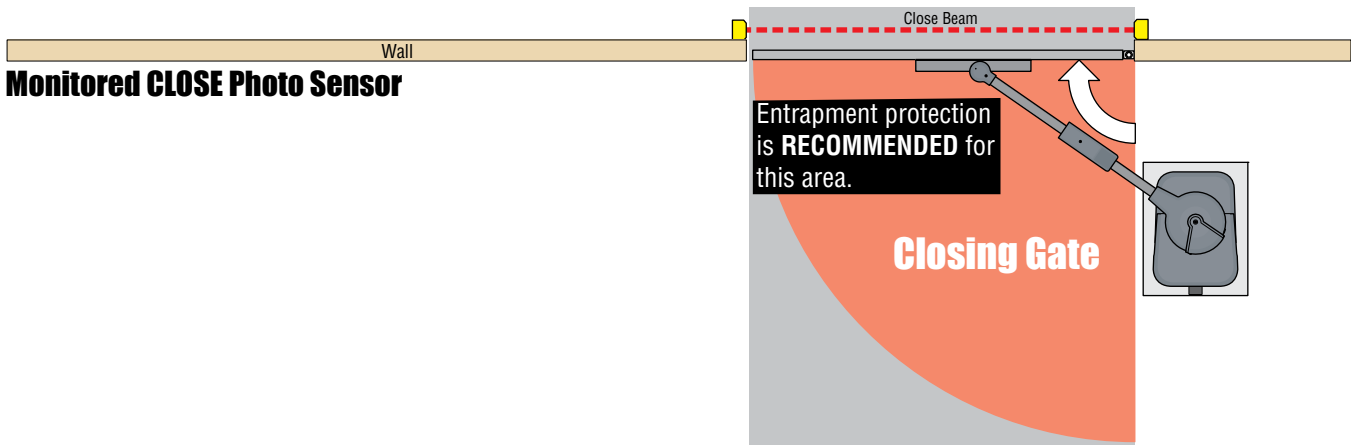 Close Beam
Wall
Monitored CLOSE Photo Sensor
Entrapment protection
is RECOMMENDED for
this area.
Closing Gate